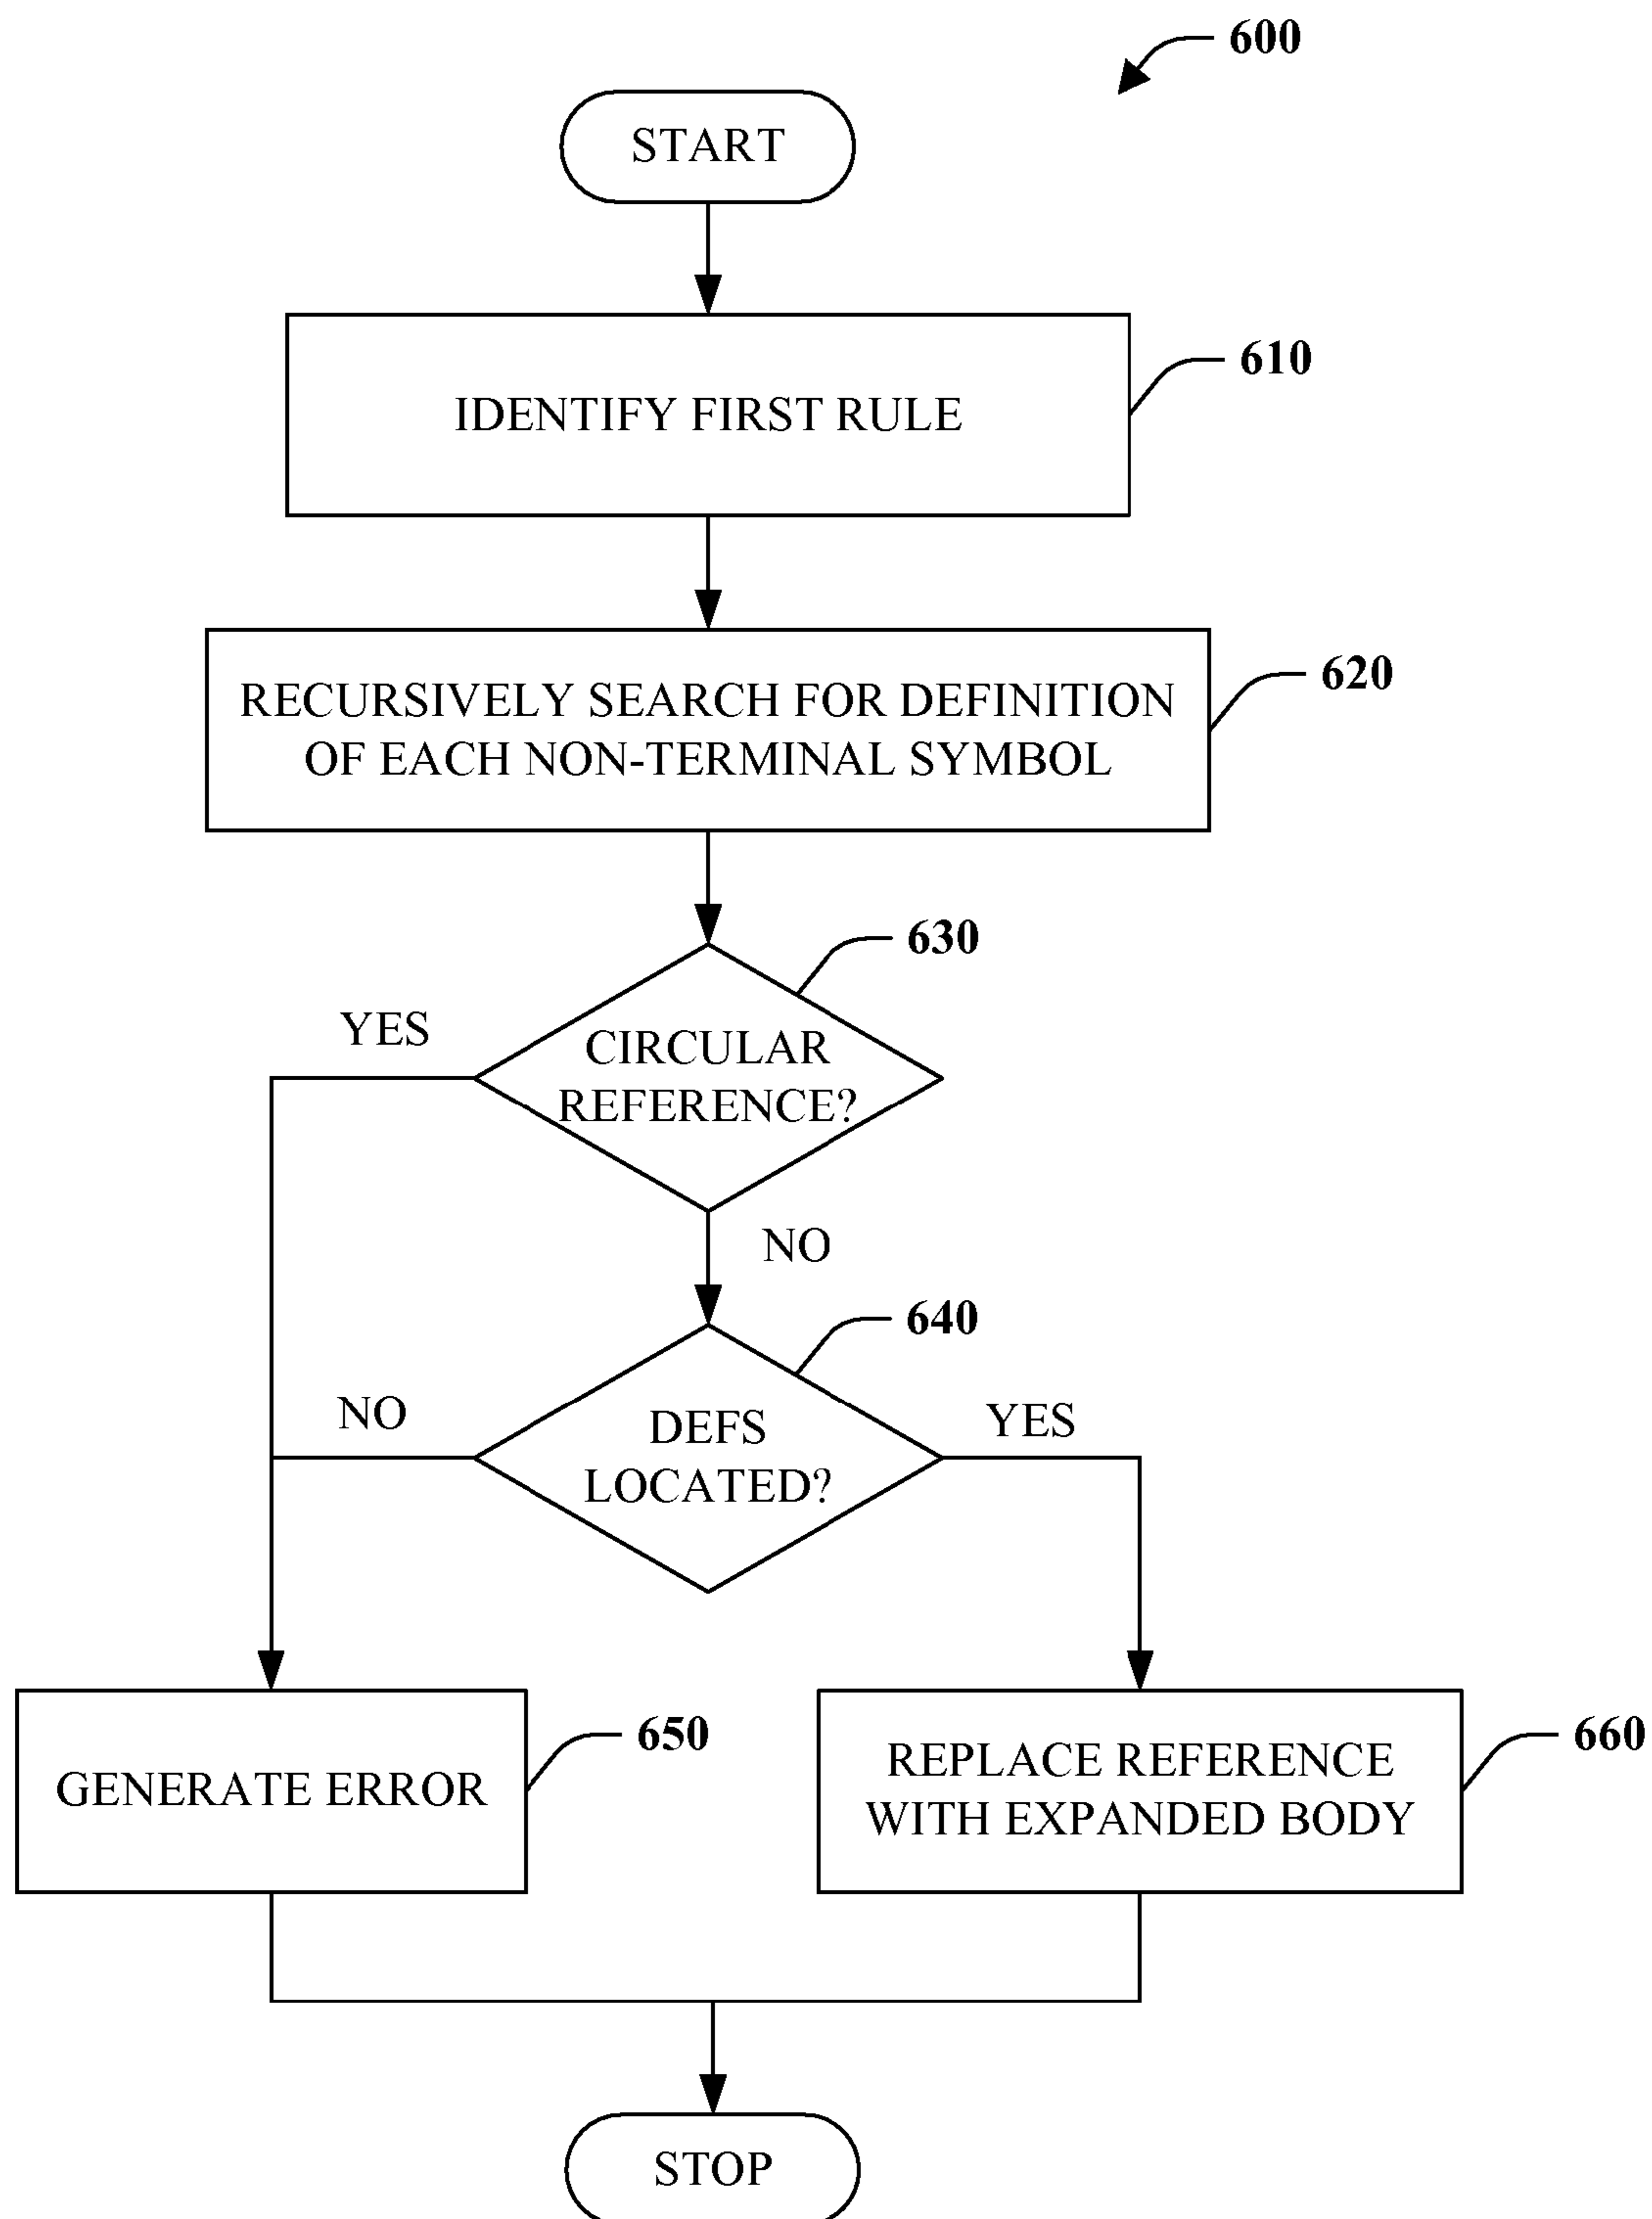 600
START
IDENTIFY FIRST RULE
610
RECURSIVELY SEARCH FOR DEFINITION
OF EACH NON-TERMINAL SYMBOL
620
630
CIRCULAR
REFERENCE?
YES
NO
640
DEFS
LOCATED?
NO
YES
GENERATE ERROR
650
REPLACE REFERENCE
WITH EXPANDED BODY
660
STOP